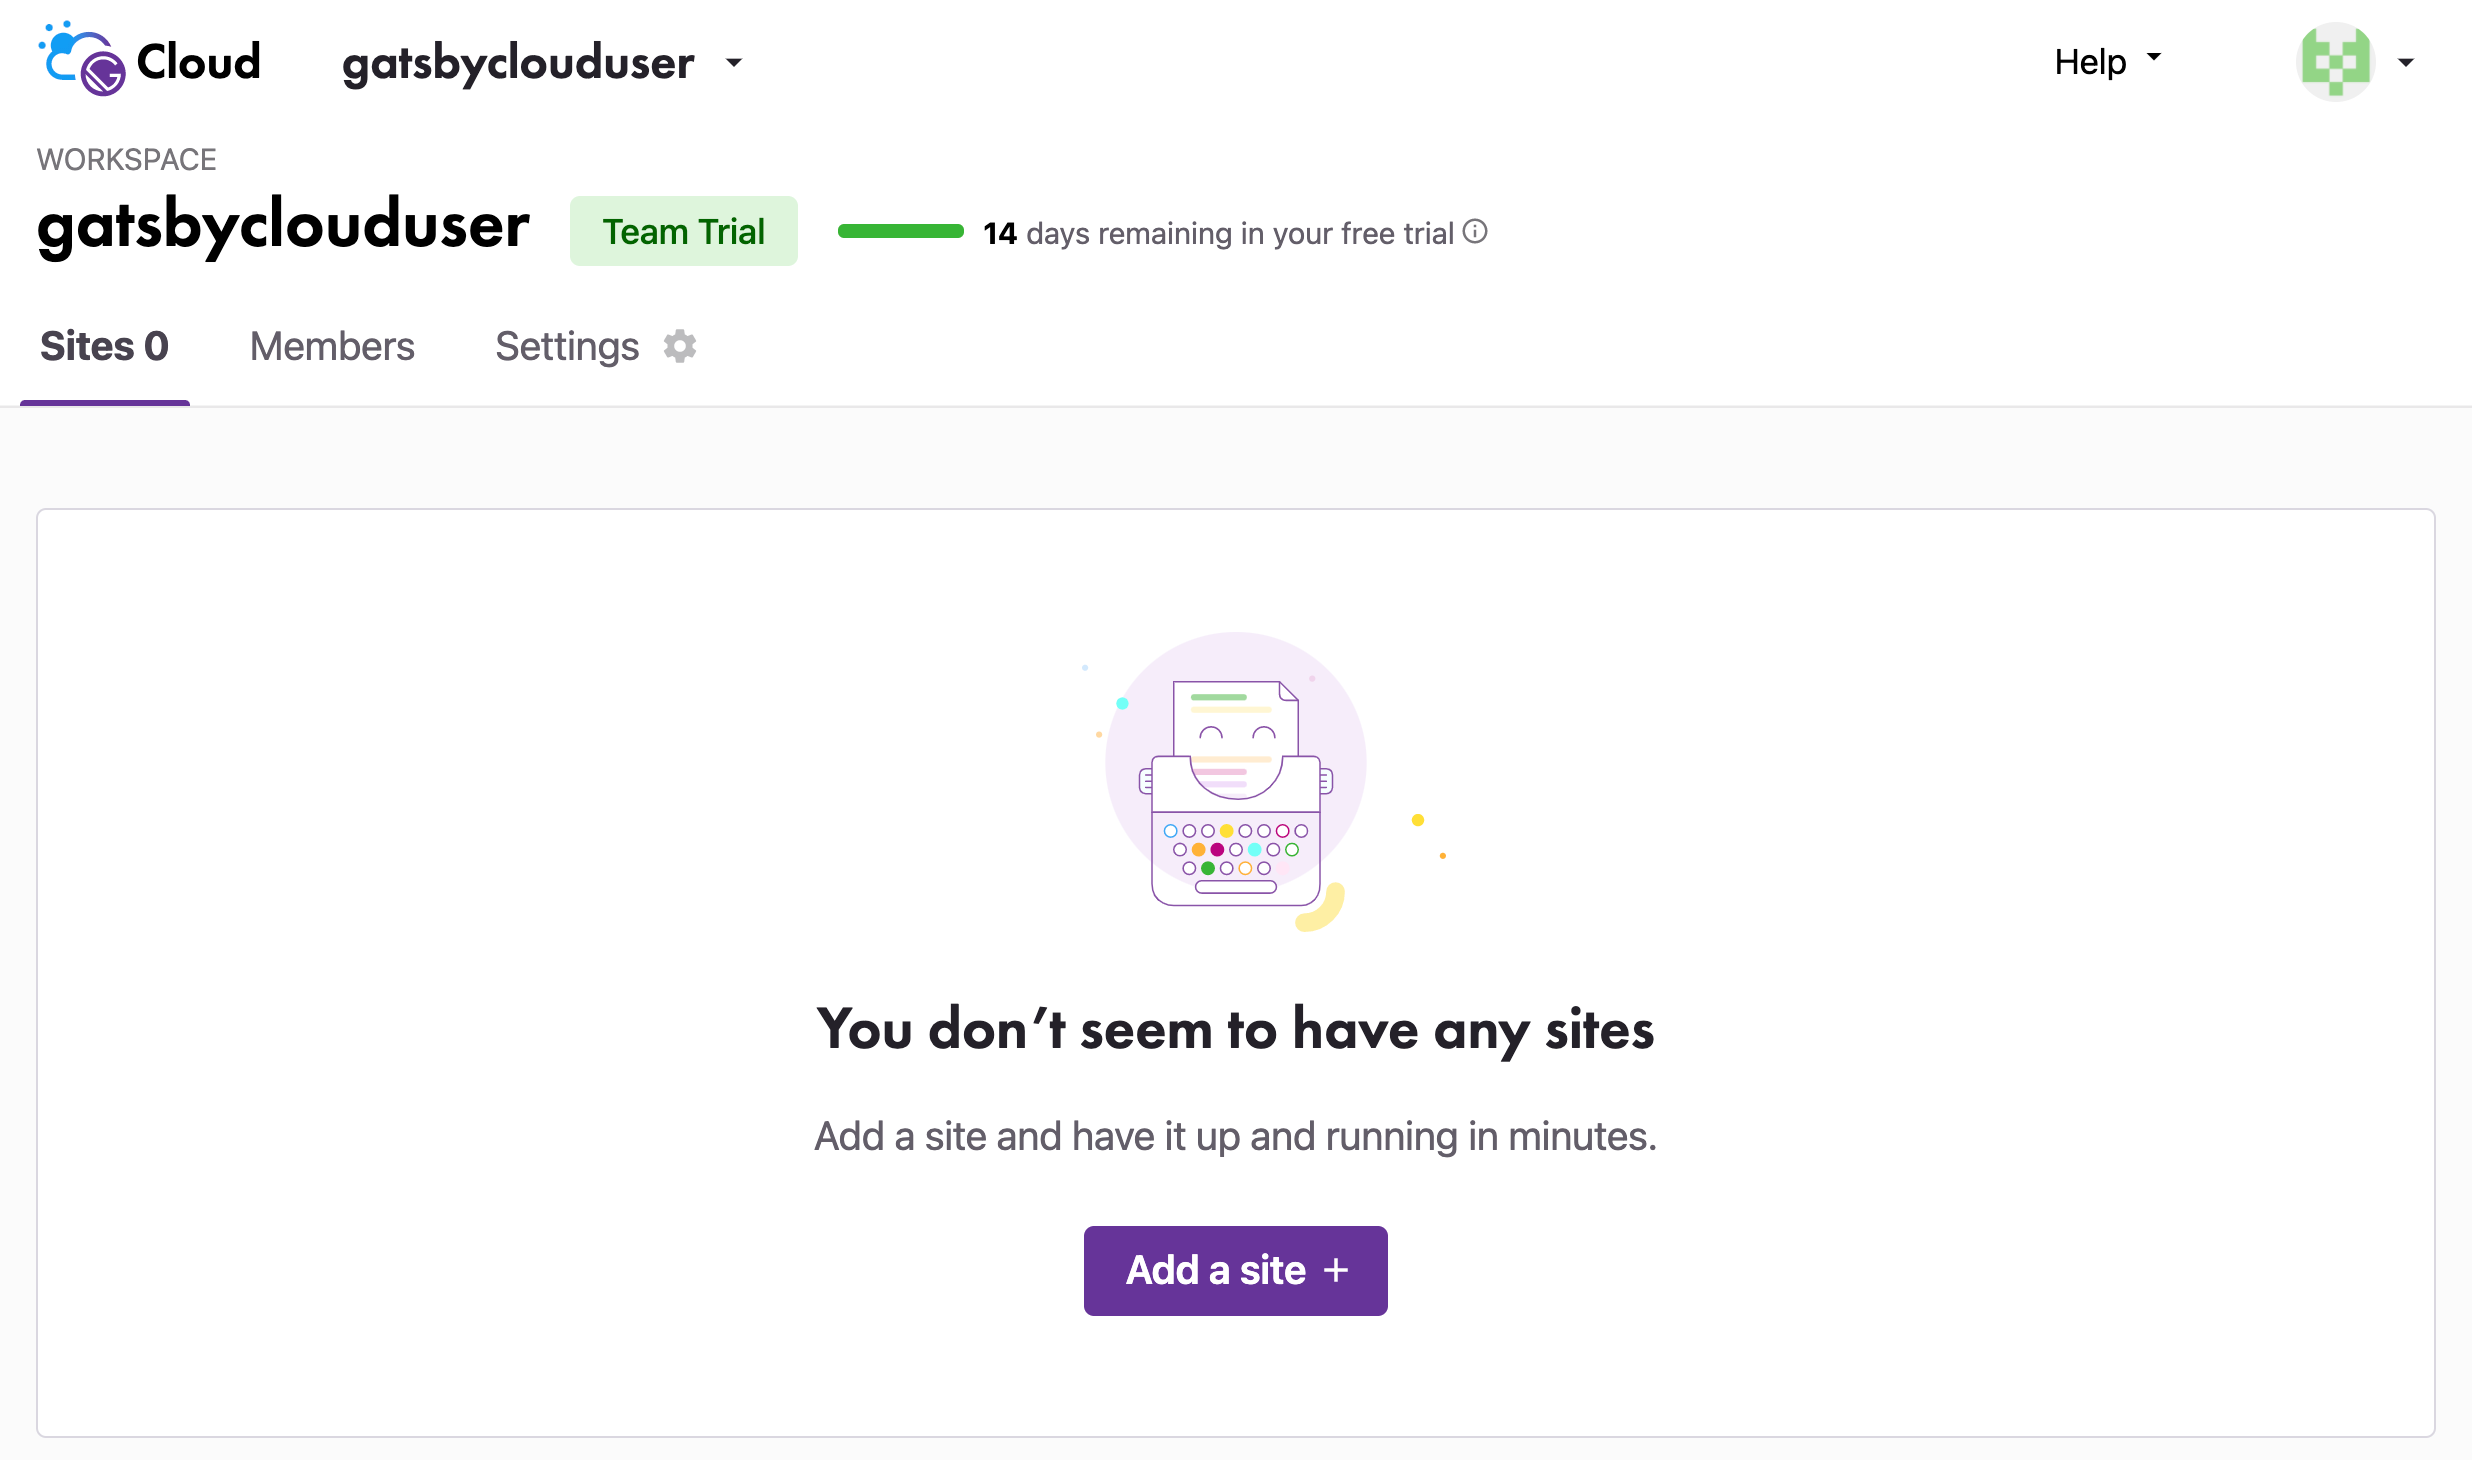 Cloud
gatsbyclouduser
Help
WORKSPACE
gatsbyclouduser
Team Trial
14 days remaining in your free trial
Sites 0
Members
Settings
You don’t seem to have any sites
Add a site and have it up and running in minutes.
Add a site +